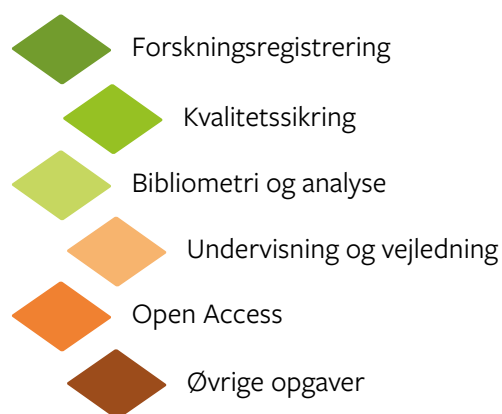 Forskningsregistrering
Kvalitetssikring
Bibliometri og analyse
Undervisning og vejledning
Open Access
Øvrige opgaver